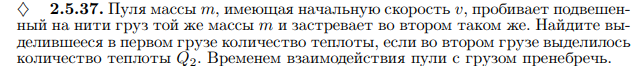 ♢ 2.5.37. Пуля массы m, имеющая начальную скорость v, пробивает подвешен-
ный на нити груз той же массы m и застревает во втором таком же. Найдите вы-
делившееся в первом грузе количество теплоты, если во втором грузе выделилось
количество теплоты Q₂. Временем взаимодействия пули с грузом пренебречь.